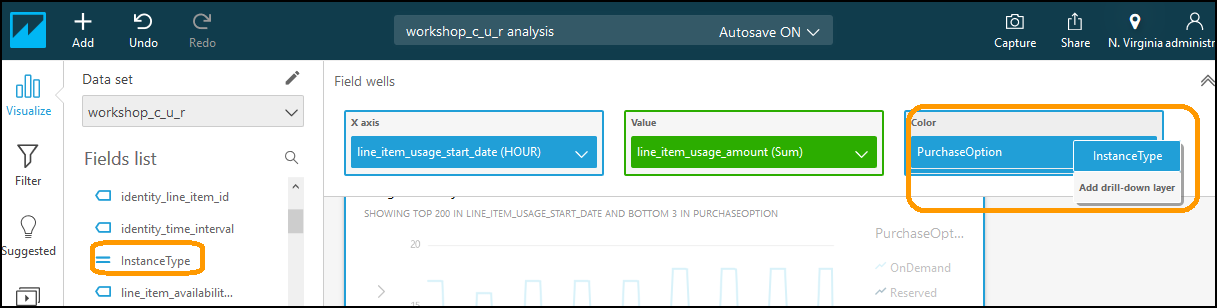 Add
Undo
Redo
workshop_c_u_r analysis
Autosave ON
Capture
Share
N. Virginia
administr
Visualize
Filter
Suggested
Data set
workshop_c_u_r
Fields list
identity_line_item_id
identity_time_interval
InstanceType
line_item_availabilit...
Field wells
X axis
line_item_usage_start_date (HOUR)
Value
line_item_usage_amount (Sum)
Color
PurchaseOption
InstanceType
Add drill-down layer
SHOWING TOP 200 IN LINE_ITEM_USAGE_START_DATE AND BOTTOM 3 IN PURCHASEOPTION
20
15
PurchaseOpt...
OnDemand
Reserved